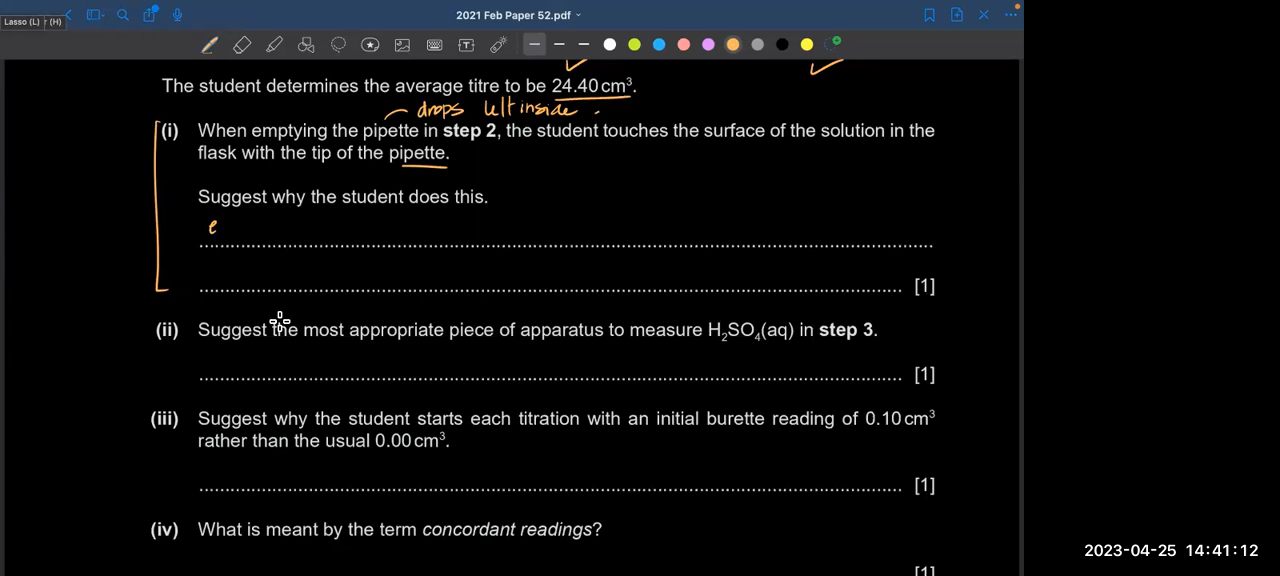 2021 Feb Paper 52.pdf
Lasso (L) (H)
The student determines the average titre to be 24.40 cm³.
drops left inside .
(i) When emptying the pipette in step 2, the student touches the surface of the solution in the
flask with the tip of the pipette.
Suggest why the student does this.
e
[1]
(ii) Suggest the most appropriate piece of apparatus to measure H₂SO₄(aq) in step 3.
[1]
(iii) Suggest why the student starts each titration with an initial burette reading of 0.10 cm³
rather than the usual 0.00 cm³.
[1]
(iv) What is meant by the term concordant readings?
[1]
2023-04-25 14:41:12